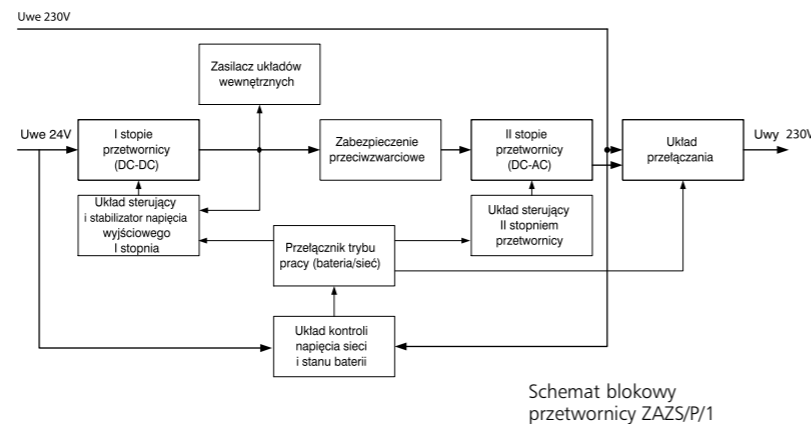 Uwe 230V
Zasilacz układów
wewnętrznych
Uwe 24V
I stopie
przetwornicy
(DC-DC)
Zabezpieczenie
przeciwzwarciowe
II stopie
przetwornicy
(DC-AC)
Układ
przełączania
Uwy 230V
Układ sterujący
i stabilizator napięcia
wyjściowego
I stopnia
Przełącznik trybu
pracy (bateria/sieć)
Układ sterujący
II stopniem
przetwornicy
Układ kontroli
napięcia sieci
i stanu baterii
Schemat blokowy
przetwornicy ZAZS/P/1